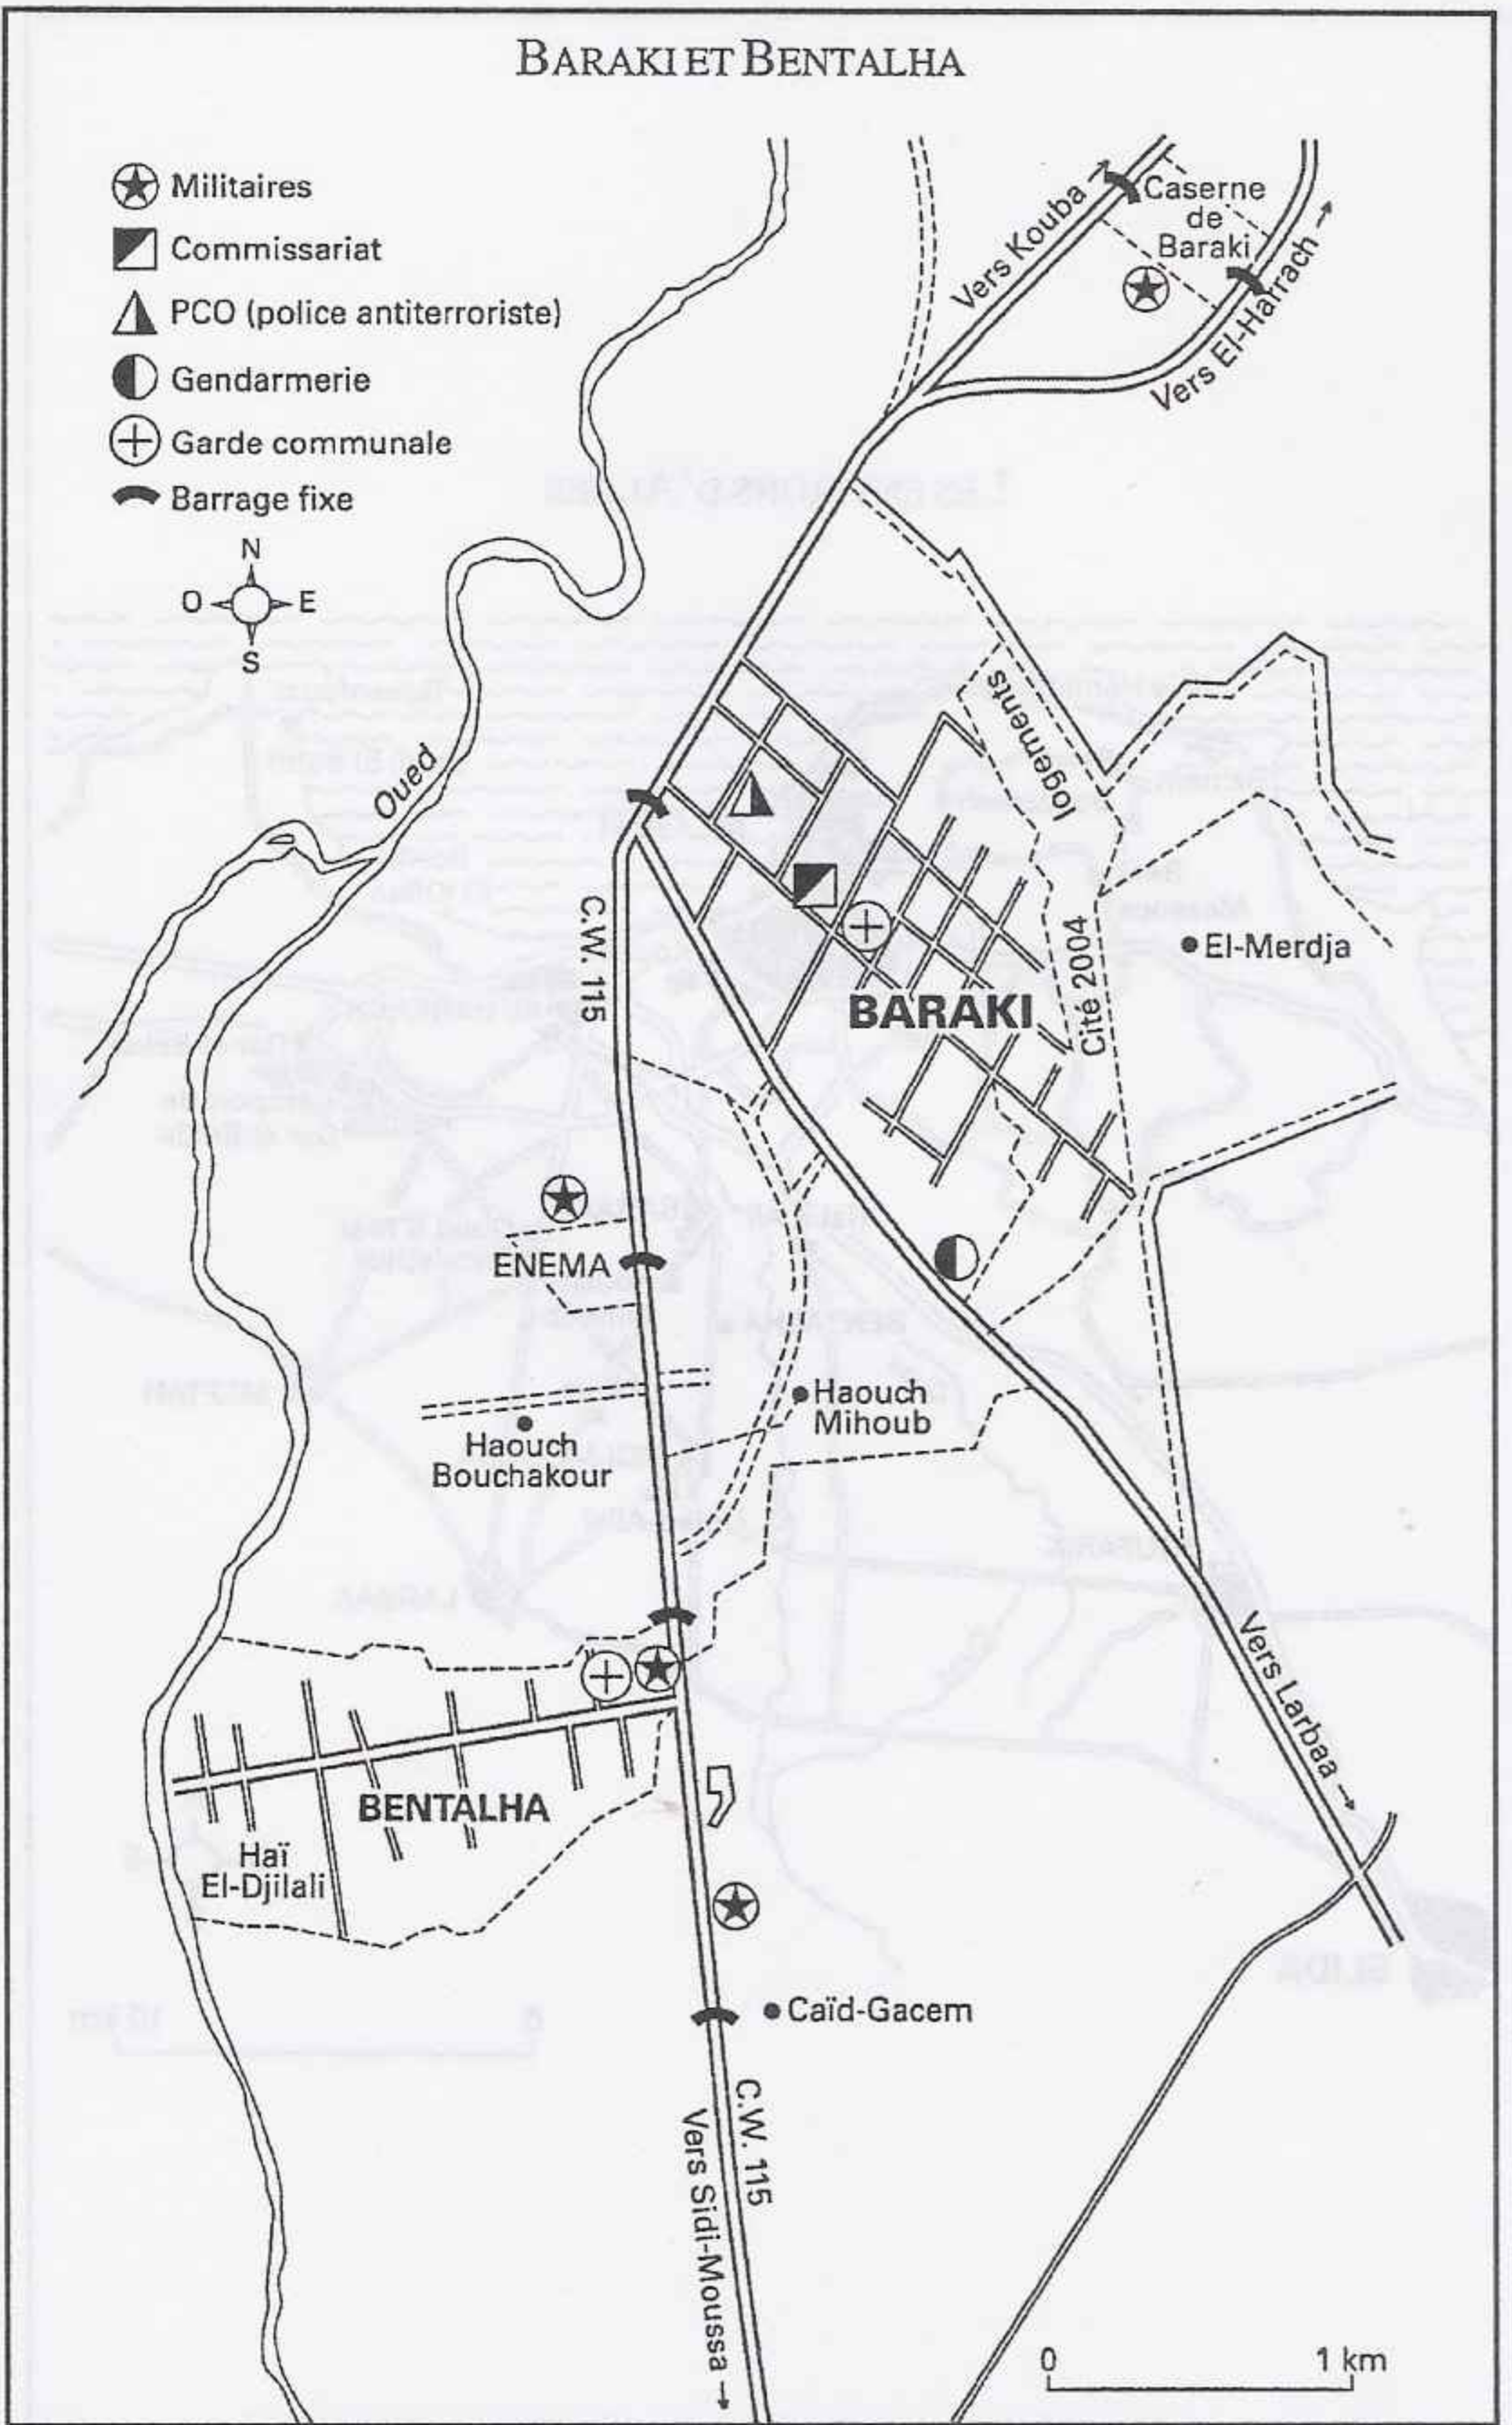 BARAKI ET BENTALHA
Militaires
Commissariat
PCO (police antiterroriste)
Gendarmerie
Garde communale
Barrage fixe
N
O
E
S
Vers Kouba
Caserne
de
Baraki
Vers El-Harrach
Oued
logements
Cité 2004
El-Merdja
C.W. 115
BARAKI
ENEMA
Haouch
Mihoub
Haouch
Bouchakour
Vers Larbaa
BENTALHA
Haï
El-Djilali
Caïd-Gacem
C.W. 115
Vers Sidi-Moussa
0
1 km